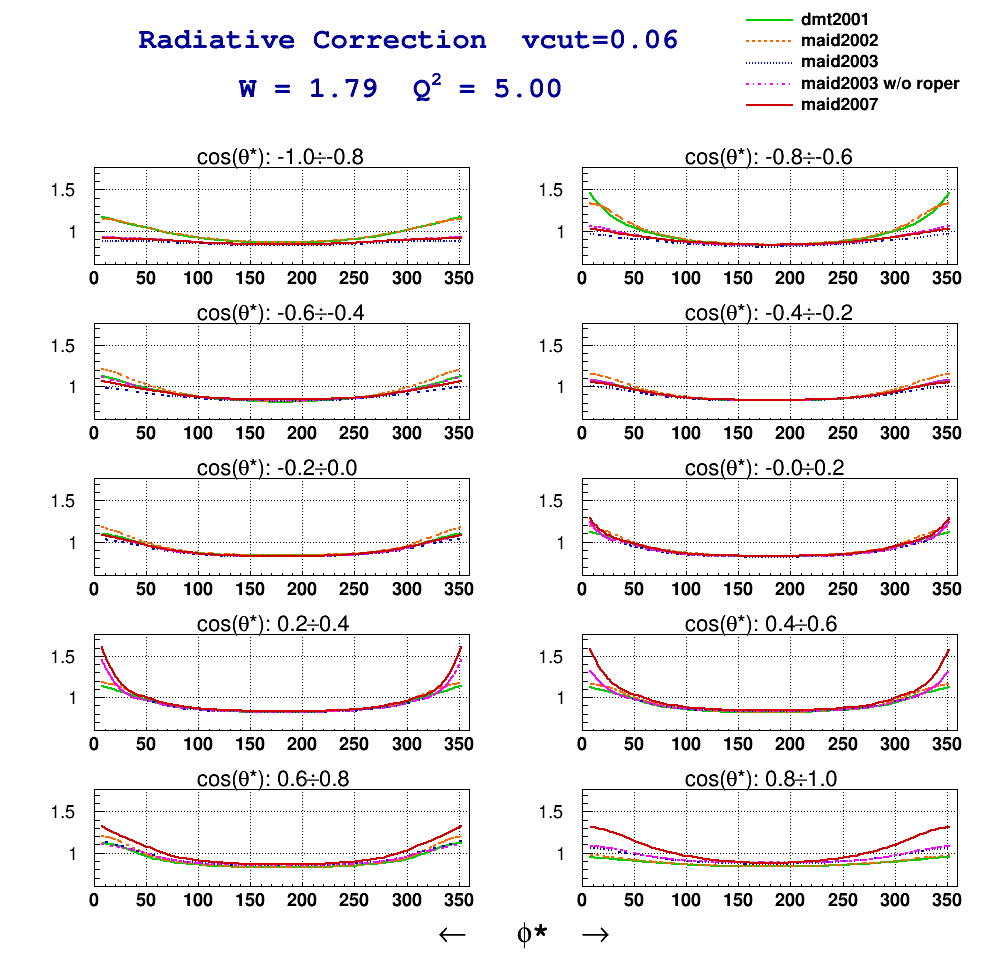 Radiative Correction  vcut=0.06
W = 1.79  Q² = 5.00
dmt2001
maid2002
maid2003
maid2003 w/o roper
maid2007
cos(θ*): -1.0÷-0.8
1.5
1
0 50 100 150 200 250 300 350
cos(θ*): -0.8÷-0.6
1.5
1
0 50 100 150 200 250 300 350
cos(θ*): -0.6÷-0.4
1.5
1
0 50 100 150 200 250 300 350
cos(θ*): -0.4÷-0.2
1.5
1
0 50 100 150 200 250 300 350
cos(θ*): -0.2÷0.0
1.5
1
0 50 100 150 200 250 300 350
cos(θ*): -0.0÷0.2
1.5
1
0 50 100 150 200 250 300 350
cos(θ*): 0.2÷0.4
1.5
1
0 50 100 150 200 250 300 350
cos(θ*): 0.4÷0.6
1.5
1
0 50 100 150 200 250 300 350
cos(θ*): 0.6÷0.8
1.5
1
0 50 100 150 200 250 300 350
cos(θ*): 0.8÷1.0
1.5
1
0 50 100 150 200 250 300 350
← ϕ* →